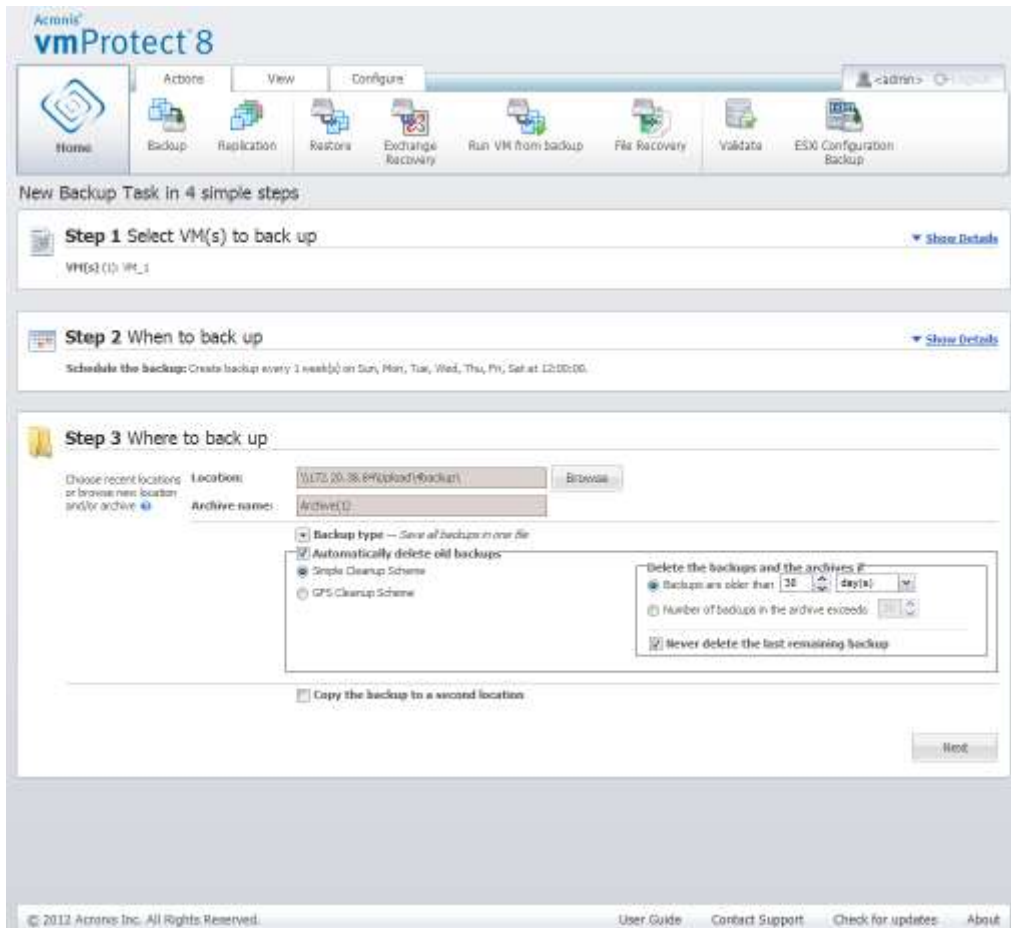 Acronis®
vmProtect 8
Actions View Configure
<admin>
Home
Backup
Replication
Restore
Exchange Recovery
Run VM from backup
File Recovery
Validate
ESXi Configuration Backup
New Backup Task in 4 simple steps
Step 1 Select VM(s) to back up
Show Details
VM(s) (1): VM_1
Step 2 When to back up
Show Details
Schedule the backup: Create backup every 1 week(s) on Sun, Mon, Tue, Wed, Thu, Fri, Sat at 12:00:00.
Step 3 Where to back up
Choose recent locations
or browse new location
and/or archive
Location:
Browse
Archive name:
Archive(1)
Backup type — Save all backups in one file
Automatically delete old backups
Simple Cleanup Scheme
GFS Cleanup Scheme
Delete the backups and the archives if
Backups are older than 30 day(s)
Number of backups in the archive exceeds
Never delete the last remaining backup
Copy the backup to a second location
Next
© 2012 Acronis Inc. All Rights Reserved.
User Guide Contact Support Check for updates About